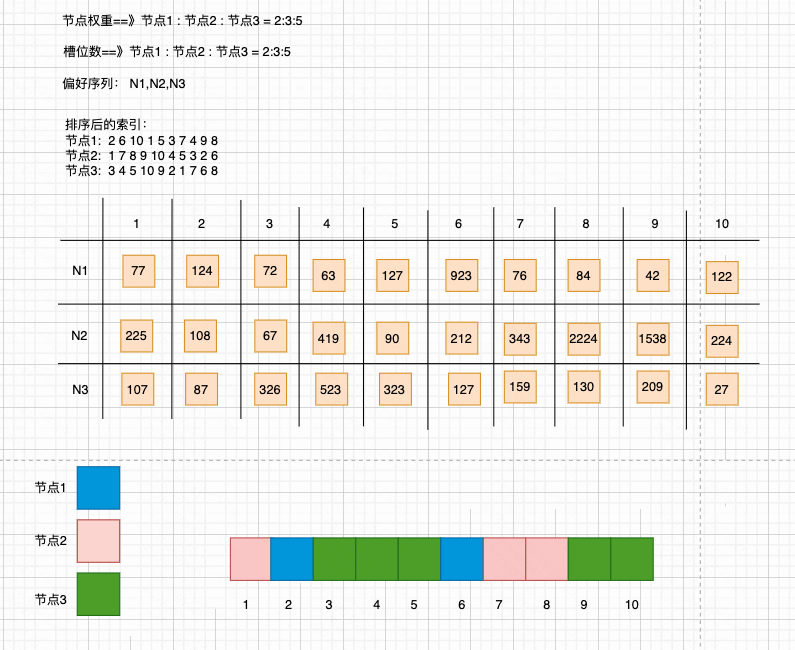 节点权重==》节点1 : 节点2 : 节点3 = 2:3:5
槽位数==》节点1 : 节点2 : 节点3 = 2:3:5
偏好序列： N1,N2,N3
排序后的索引：
节点1: 2 6 10 1 5 3 7 4 9 8
节点2: 1 7 8 9 10 4 5 3 2 6
节点3: 3 4 5 10 9 2 1 7 6 8
1 2 3 4 5 6 7 8 9 10
N1 77 124 72 63 127 923 76 84 42 122
N2 225 108 67 419 90 212 343 2224 1538 224
N3 107 87 326 523 323 127 159 130 209 27
节点1
节点2
节点3
1 2 3 4 5 6 7 8 9 10